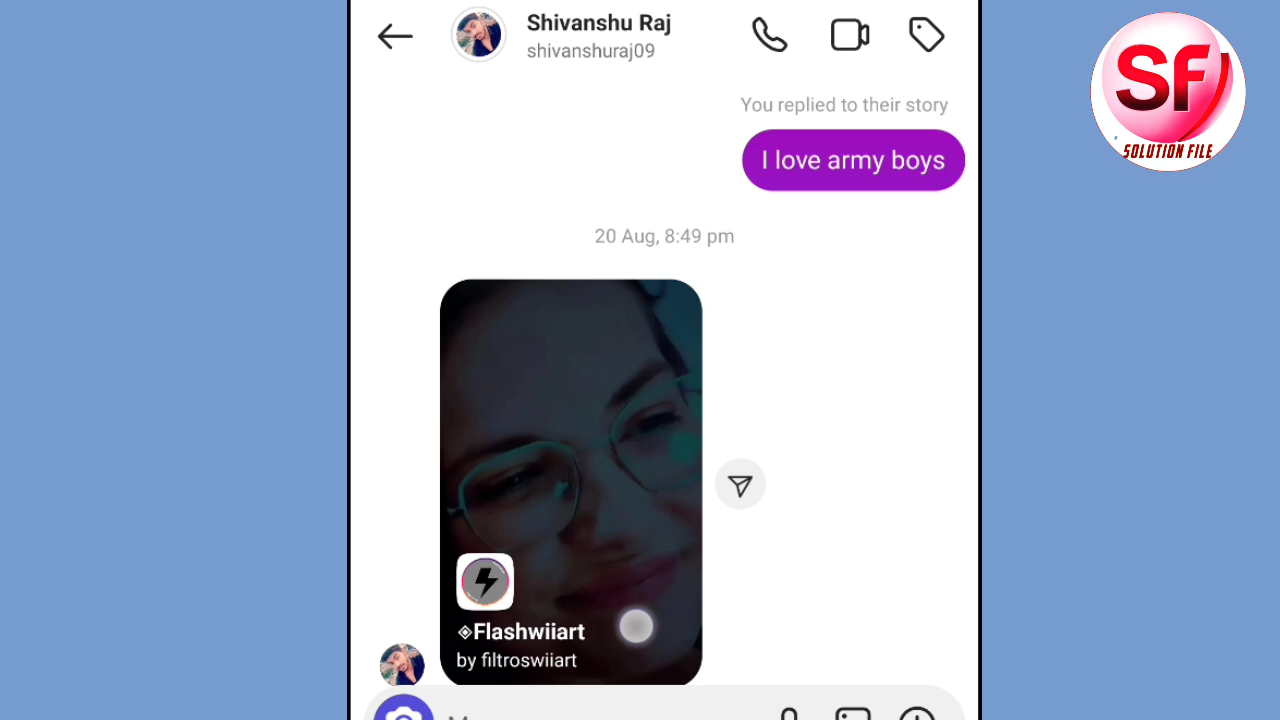 Shivanshu Raj
shivanshuraj09
You replied to their story
I love army boys
20 Aug, 8:49 pm
◈Flashwiiart
by filtroswiiart
SF
SOLUTION FILE